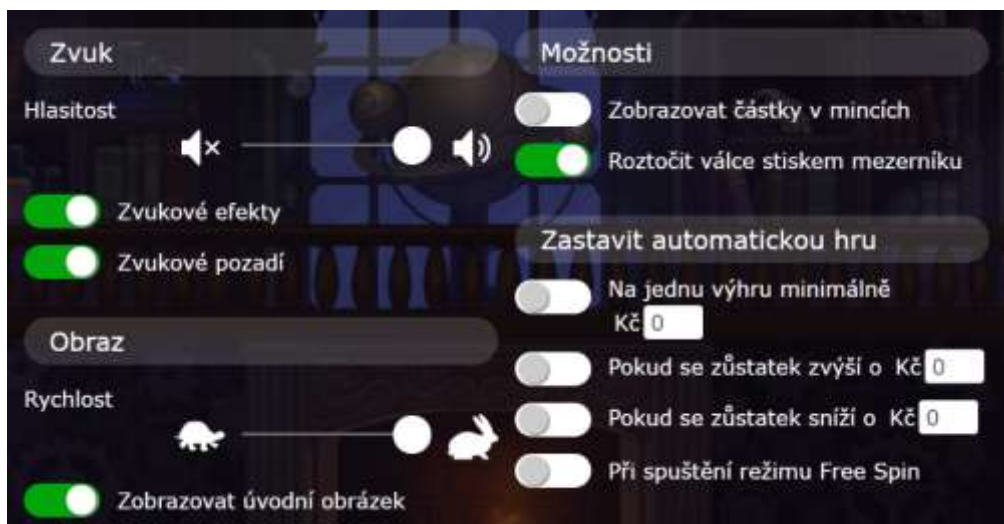 Zvuk
Hlasitost
Zvukové efekty
Zvukové pozadí
Obraz
Rychlost
Zobrazovat úvodní obrázek
Možnosti
Zobrazovat částky v mincích
Roztočit válce stiskem mezerníku
Zastavit automatickou hru
Na jednu výhru minimálně
Kč 0
Pokud se zůstatek zvýší o Kč 0
Pokud se zůstatek sníží o Kč 0
Při spuštění režimu Free Spin